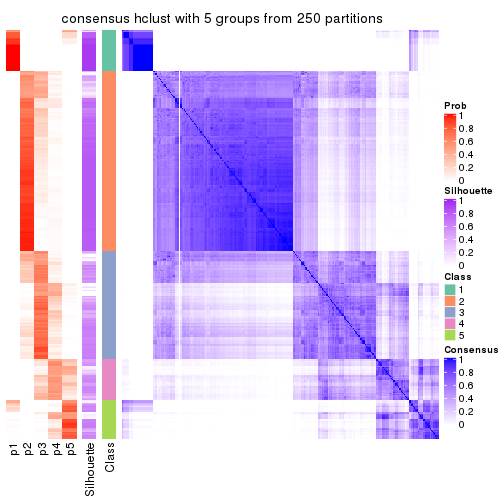 consensus hclust with 5 groups from 250 partitions
Prob
1
0.8
0.6
0.4
0.2
0
Silhouette
1
0.8
0.6
0.4
0.2
0
Class
1
2
3
4
5
Consensus
1
0.8
0.6
0.4
0.2
0
p1
p2
p3
p4
p5
Silhouette
Class